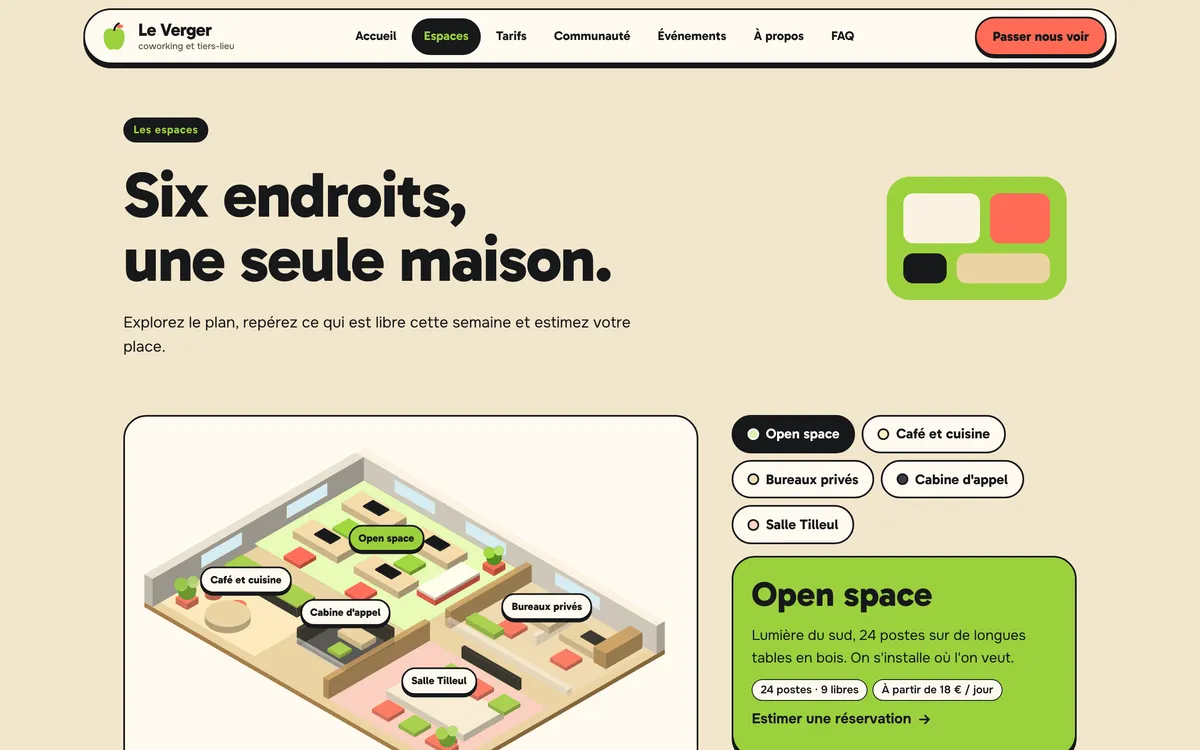 Le Verger
coworking et tiers-lieu
Accueil
Espaces
Tarifs
Communauté
Événements
À propos
FAQ
Passer nous voir
Les espaces
Six endroits,
une seule maison.
Explorez le plan, repérez ce qui est libre cette semaine et estimez votre
place.
Open space
Café et cuisine
Cabine d'appel
Bureaux privés
Salle Tilleul
Open space
Café et cuisine
Bureaux privés
Cabine d'appel
Salle Tilleul
Open space
Lumière du sud, 24 postes sur de longues
tables en bois. On s'installe où l'on veut.
24 postes · 9 libres
À partir de 18 € / jour
Estimer une réservation →